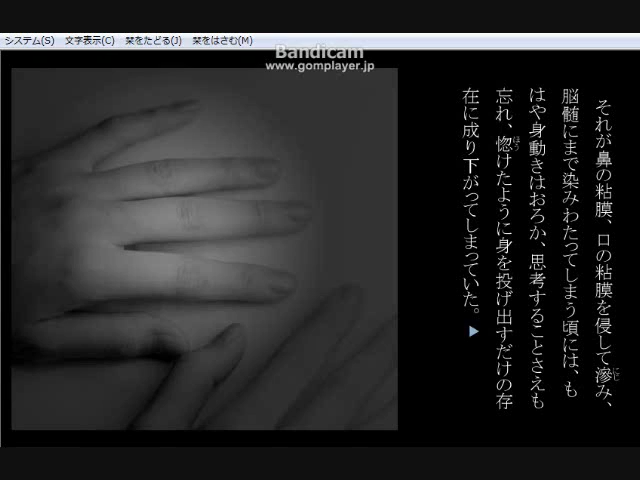 システム(S) 文字表示(C) 栞をたどる(J) 栞をはさむ(M)
Bandicam
www.gomplayer.jp
それが鼻の粘膜、口の粘膜を侵して滲み、
脳髄にまで染みわたってしまう頃には、も
はや身動きはおろか、思考することさえも
忘れ、惚けたように身を投げ出すだけの存
在に成り下がってしまっていた。
にじ
ほう